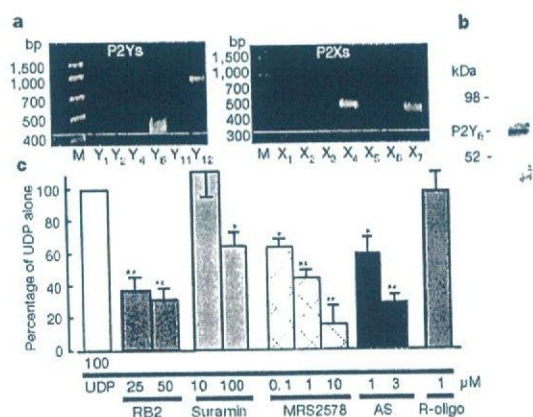 a
b
c
bp
P2Ys
1,500
1,000
700
500
400
M Y1 Y2 Y4 Y6 Y11 Y12
bp
P2Xs
1,500
1,000
700
600
500
400
300
M X1 X2 X3 X4 X5 X6 X7
kDa
98 -
P2Y6
52 -
Percentage of UDP alone
100
80
60
40
20
0
** ** * * ** ** * **
100
UDP 25 50 10 100 0.1 1 10 1 3 1 μM
RB2 Suramin MRS2578 AS R-oligo